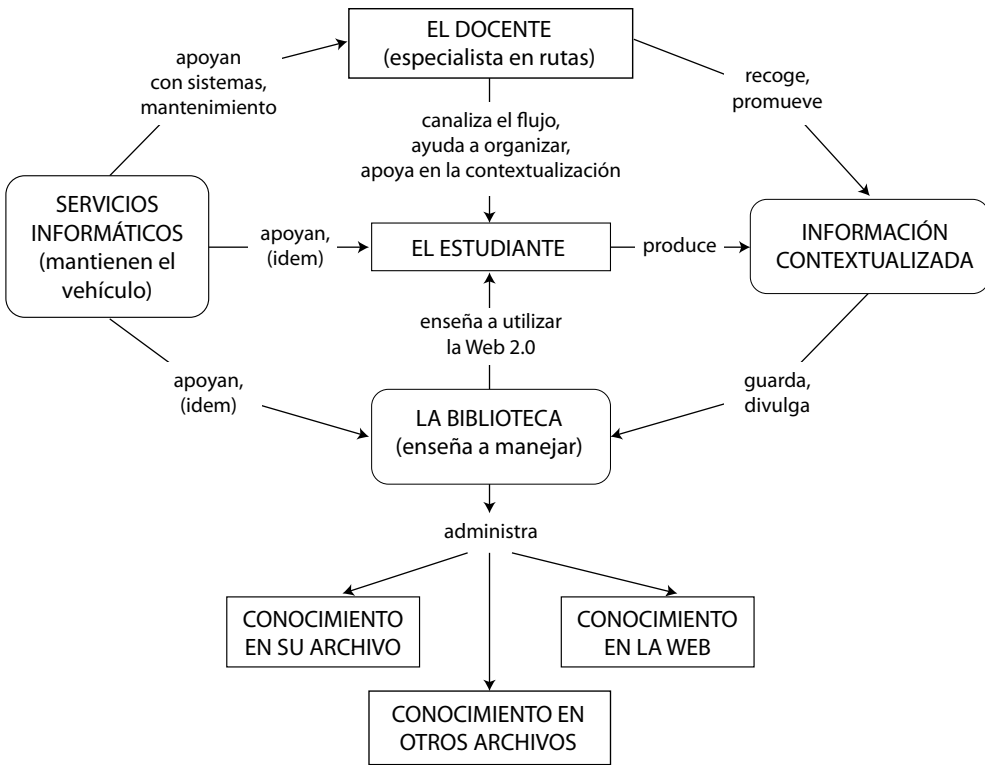 EL DOCENTE
(especialista en rutas)
apoyan
con sistemas,
mantenimiento
recoge,
promueve
canaliza el flujo,
ayuda a organizar,
apoya en la contextualización
SERVICIOS
INFORMÁTICOS
(mantienen el
vehículo)
apoyan,
(idem)
EL ESTUDIANTE
produce
INFORMACIÓN
CONTEXTUALIZADA
enseña a utilizar
la Web 2.0
apoyan,
(idem)
guarda,
divulga
LA BIBLIOTECA
(enseña a manejar)
administra
CONOCIMIENTO
EN SU ARCHIVO
CONOCIMIENTO
EN LA WEB
CONOCIMIENTO EN
OTROS ARCHIVOS